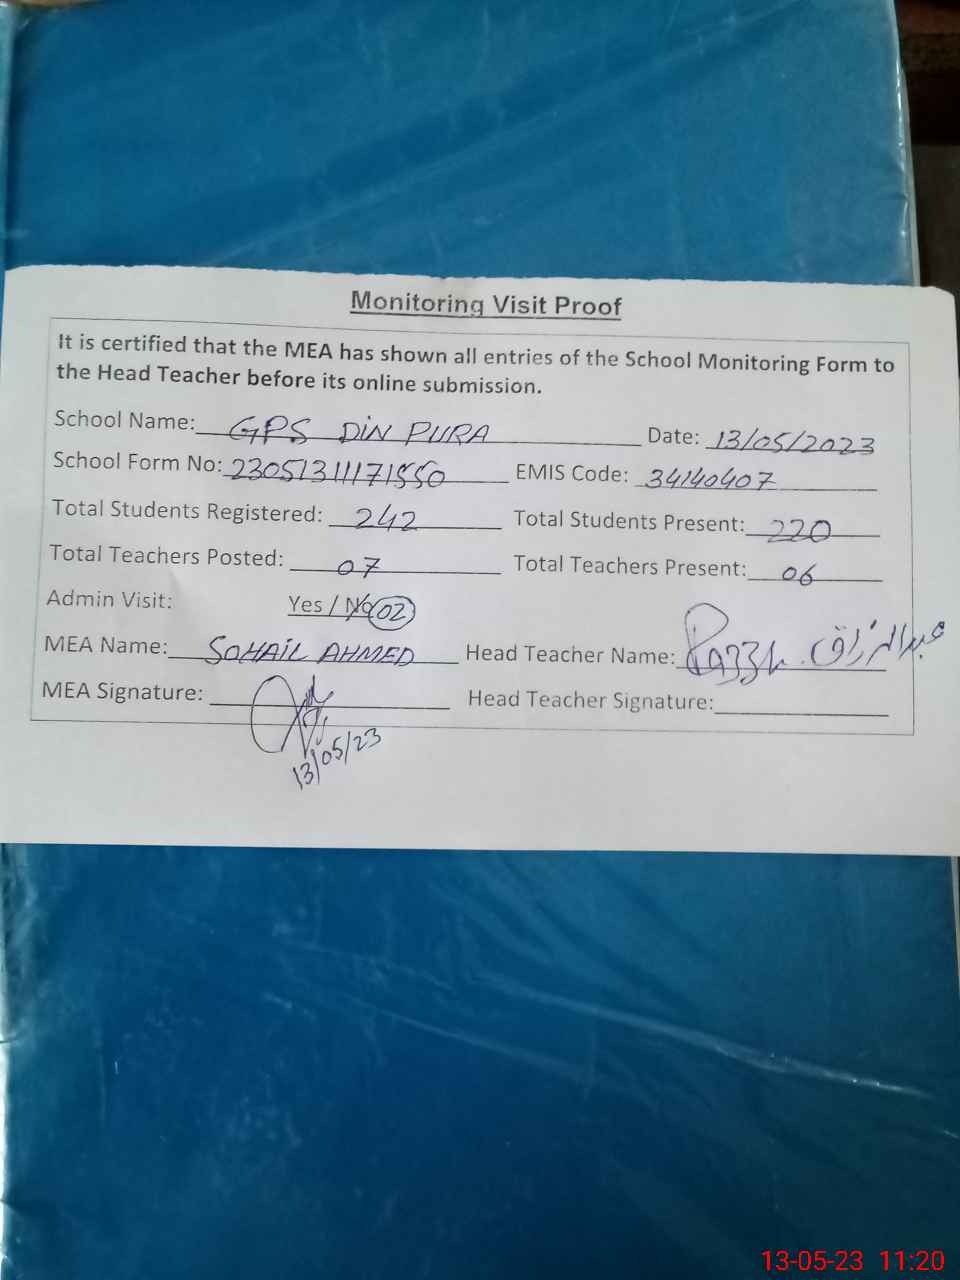 Monitoring Visit Proof
It is certified that the MEA has shown all entries of the School Monitoring Form to
the Head Teacher before its online submission.
School Name: GPS DIN PURA Date: 13/05/2023
School Form No: 23051311171550 EMIS Code: 34140407
Total Students Registered: 242 Total Students Present: 220
Total Teachers Posted: 07 Total Teachers Present: 06
Admin Visit: Yes / No 02
MEA Name: SOHAIL AHMED Head Teacher Name: عبدالرزاق
MEA Signature: Head Teacher Signature:
13/05/23
13-05-23 11:20